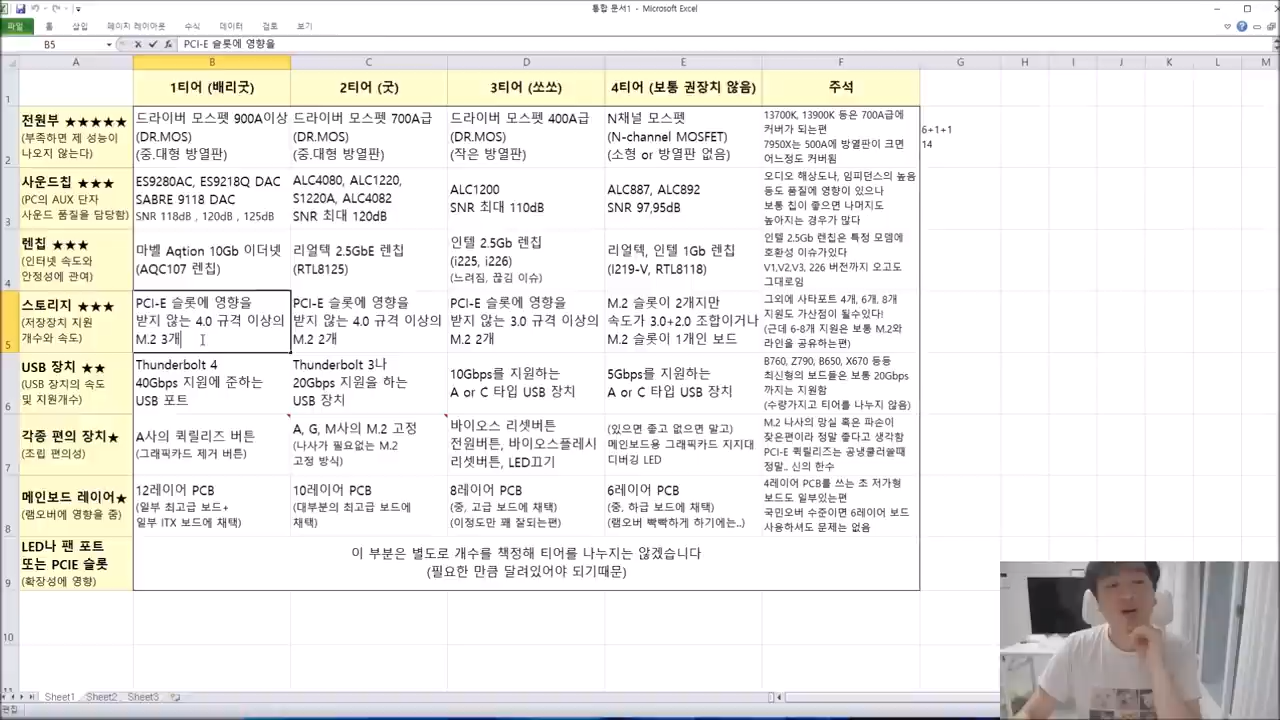 통합 문서1 - Microsoft Excel
파일 홈 삽입 페이지 레이아웃 수식 데이터 검토 보기
B5 fx PCI-E 슬롯에 영향을
A B C D E F G H I J K L M
1
1티어 (배리굿)
2티어 (굿)
3티어 (쏘쏘)
4티어 (보통 권장치 않음)
주석
2
전원부 ★★★★★
(부족하면 제 성능이
나오지 않는다)
드라이버 모스펫 900A이상
(DR.MOS)
(중.대형 방열판)
드라이버 모스펫 700A급
(DR.MOS)
(중.대형 방열판)
드라이버 모스펫 400A급
(DR.MOS)
(작은 방열판)
N채널 모스펫
(N-channel MOSFET)
(소형 or 방열판 없음)
13700K, 13900K 등은 700A급에
커버가 되는편
7950X는 500A에 방열판이 크면
어느정도 커버됨
6+1+1
14
3
사운드칩 ★★★
(PC의 AUX 단자
사운드 품질을 담당함)
ES9280AC, ES9218Q DAC
SABRE 9118 DAC
SNR 118dB , 120dB , 125dB
ALC4080, ALC1220,
S1220A, ALC4082
SNR 최대 120dB
ALC1200
SNR 최대 110dB
ALC887, ALC892
SNR 97,95dB
오디오 해상도나, 임피던스의 높음
등도 품질에 영향이 있으나
보통 칩이 좋으면 나머지도
높아지는 경우가 많다
4
렌칩 ★★★
(인터넷 속도와
안정성에 관여)
마벨 Aqtion 10Gb 이더넷
(AQC107 렌칩)
리얼텍 2.5GbE 렌칩
(RTL8125)
인텔 2.5Gb 렌칩
(i225, i226)
(느려짐, 끊김 이슈)
리얼텍, 인텔 1Gb 렌칩
(I219-V, RTL8118)
인텔 2.5Gb 렌칩은 특정 모뎀에
호환성 이슈가있다
V1,V2,V3, 226 버전까지 오고도
그대로임
5
스토리지 ★★★
(저장장치 지원
개수와 속도)
PCI-E 슬롯에 영향을
받지 않는 4.0 규격 이상의
M.2 3개
PCI-E 슬롯에 영향을
받지 않는 4.0 규격 이상의
M.2 2개
PCI-E 슬롯에 영향을
받지 않는 3.0 규격 이상의
M.2 2개
M.2 슬롯이 2개지만
속도가 3.0+2.0 조합이거나
M.2 슬롯이 1개인 보드
그외에 사타포트 4개, 6개, 8개
지원도 가산점이 될수있다!
(근데 6-8개 지원은 보통 M.2와
라인을 공유하는편)
6
USB 장치 ★★
(USB 장치의 속도
및 지원개수)
Thunderbolt 4
40Gbps 지원에 준하는
USB 포트
Thunderbolt 3나
20Gbps 지원을 하는
USB 장치
10Gbps를 지원하는
A or C 타입 USB 장치
5Gbps를 지원하는
A or C 타입 USB 장치
B760, Z790, B650, X670 등등
최신형의 보드들은 보통 20Gbps
까지는 지원함
(수량가지고 티어를 나누지 않음)
7
각종 편의 장치★
(조립 편의성)
A사의 퀵릴리즈 버튼
(그래픽카드 제거 버튼)
A, G, M사의 M.2 고정
(나사가 필요없는 M.2
고정 방식)
바이오스 리셋버튼
전원버튼, 바이오스플레시
리셋버튼, LED끄기
(있으면 좋고 없으면 말고)
메인보드용 그래픽카드 지지대
디버깅 LED
M.2 나사의 망실 혹은 파손이
잦은편이라 정말 좋다고 생각함
PCI-E 퀵릴리즈는 공냉쿨러쓸때
정말.. 신의 한수
8
메인보드 레이어★
(램오버에 영향을 줌)
12레이어 PCB
(일부 최고급 보드+
일부 ITX 보드에 채택)
10레이어 PCB
(대부분의 최고급 보드에
채택)
8레이어 PCB
(중, 고급 보드에 채택)
(이정도만 꽤 잘되는편)
6레이어 PCB
(중, 하급 보드에 채택)
(램오버 빡빡하게 하기에는..)
4레이어 PCB를 쓰는 초 저가형
보드도 일부있는편
국민오버 수준이면 6레이어 보드
사용하셔도 문제는 없음
9
LED나 팬 포트
또는 PCIE 슬롯
(확장성에 영향)
이 부분은 별도로 개수를 책정해 티어를 나누지는 않겠습니다
(필요한 만큼 달려있어야 되기때문)
10
Sheet1 Sheet2 Sheet3
편집